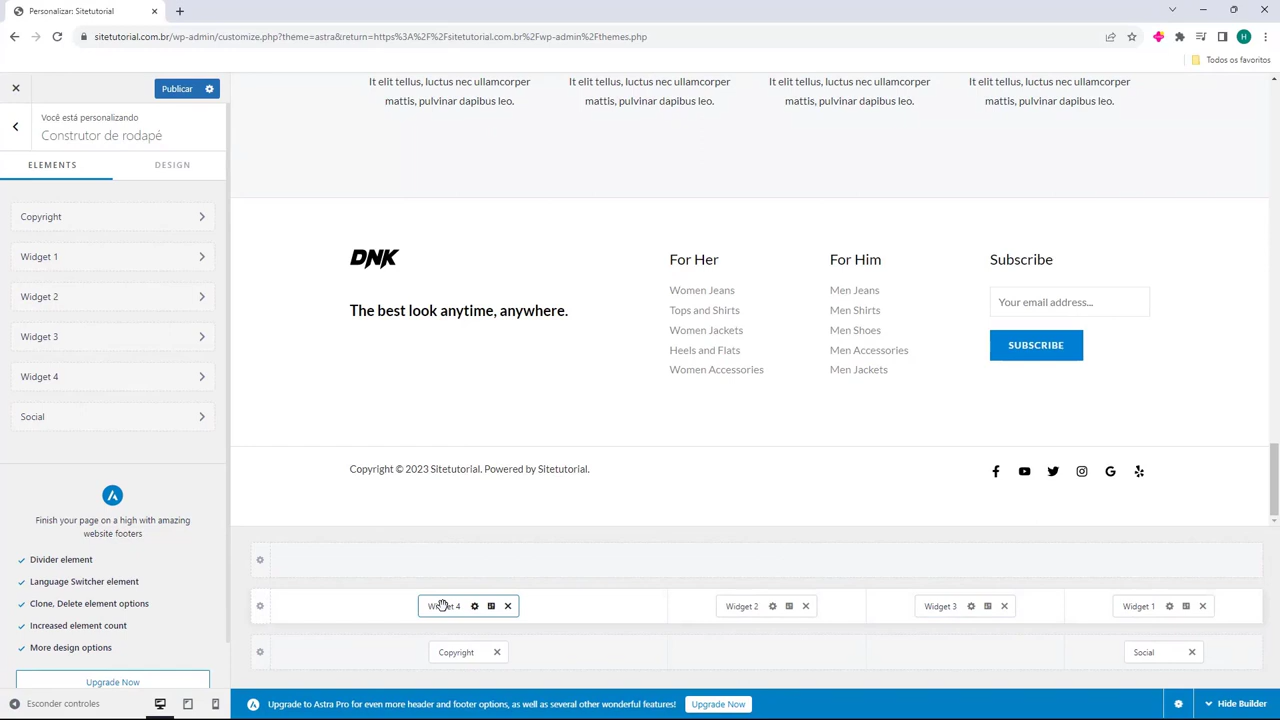 Personalizar: Sitetutorial
sitetutorial.com.br/wp-admin/customize.php?theme=astra&return=https%3A%2F%2Fsitetutorial.com.br%2Fwp-admin%2Fthemes.php
H
Todos os favoritos
Publicar
Você está personalizando
Construtor de rodapé
ELEMENTS
DESIGN
Copyright
Widget 1
Widget 2
Widget 3
Widget 4
Social
Finish your page on a high with amazing
website footers
Divider element
Language Switcher element
Clone, Delete element options
Increased element count
More design options
Upgrade Now
Esconder controles
It elit tellus, luctus nec ullamcorper
mattis, pulvinar dapibus leo.
It elit tellus, luctus nec ullamcorper
mattis, pulvinar dapibus leo.
It elit tellus, luctus nec ullamcorper
mattis, pulvinar dapibus leo.
It elit tellus, luctus nec ullamcorper
mattis, pulvinar dapibus leo.
DNK
The best look anytime, anywhere.
For Her
Women Jeans
Tops and Shirts
Women Jackets
Heels and Flats
Women Accessories
For Him
Men Jeans
Men Shirts
Men Shoes
Men Accessories
Men Jackets
Subscribe
Your email address...
SUBSCRIBE
Copyright © 2023 Sitetutorial. Powered by Sitetutorial.
Widget 4
Widget 2
Widget 3
Widget 1
Copyright
Social
Upgrade to Astra Pro for even more header and footer options, as well as several other wonderful features!
Upgrade Now
Hide Builder